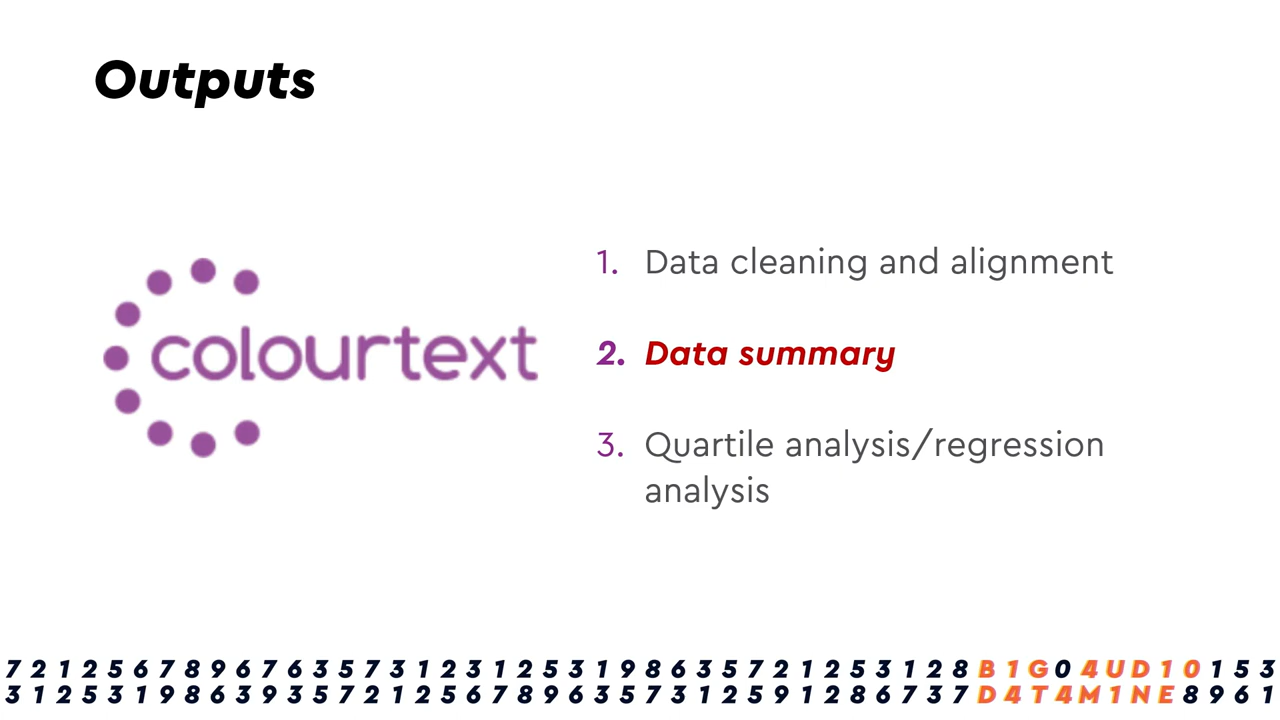 Outputs
colourtext
1. Data cleaning and alignment
2. Data summary
3. Quartile analysis/regression
analysis
7 2 1 2 5 6 7 8 9 6 7 6 3 5 7 3 1 2 3 1 2 5 3 1 9 8 6 3 5 7 2 1 2 5 3 1 2 8 B 1 G 0 4 U D 1 0 1 5 3
3 1 2 5 3 1 9 8 6 3 9 3 5 7 2 1 2 5 6 7 8 9 6 3 5 7 3 1 2 5 9 1 2 8 6 7 3 7 D 4 T 4 M 1 N E 8 9 6 1